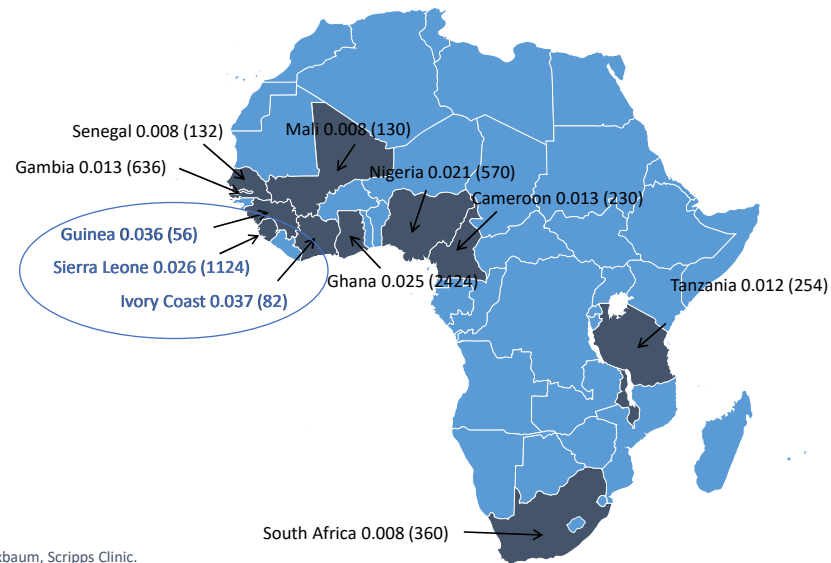 Senegal 0.008 (132)
Mali 0.008 (130)
Gambia 0.013 (636)
Nigeria 0.021 (570)
Cameroon 0.013 (230)
Guinea 0.036 (56)
Sierra Leone 0.026 (1124)
Ivory Coast 0.037 (82)
Ghana 0.025 (2424)
Tanzania 0.012 (254)
South Africa 0.008 (360)
xbaum, Scripps Clinic.